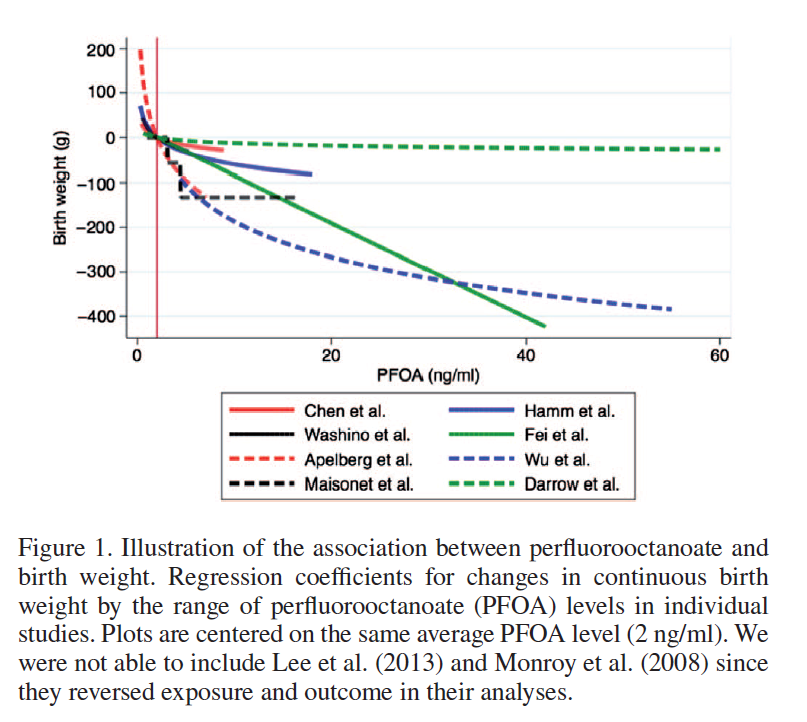 200
100
0
−100
−200
−300
−400
Birth weight (g)
0
20
40
60
PFOA (ng/ml)
Chen et al.
Hamm et al.
Washino et al.
Fei et al.
Apelberg et al.
Wu et al.
Maisonet et al.
Darrow et al.
Figure 1. Illustration of the association between perfluorooctanoate and
birth weight. Regression coefficients for changes in continuous birth
weight by the range of perfluorooctanoate (PFOA) levels in individual
studies. Plots are centered on the same average PFOA level (2 ng/ml). We
were not able to include Lee et al. (2013) and Monroy et al. (2008) since
they reversed exposure and outcome in their analyses.